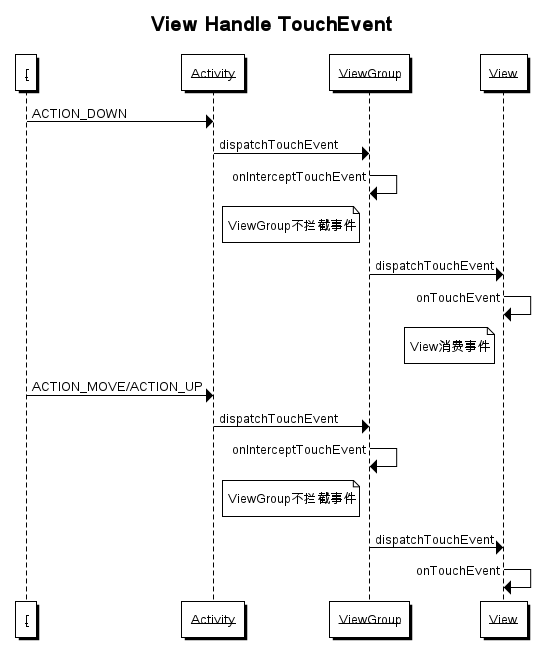 View Handle TouchEvent
[ Activity ViewGroup View
ACTION_DOWN
dispatchTouchEvent
onInterceptTouchEvent
ViewGroup不拦截事件
dispatchTouchEvent
onTouchEvent
View消费事件
ACTION_MOVE/ACTION_UP
dispatchTouchEvent
onInterceptTouchEvent
ViewGroup不拦截事件
dispatchTouchEvent
onTouchEvent
[ Activity ViewGroup View